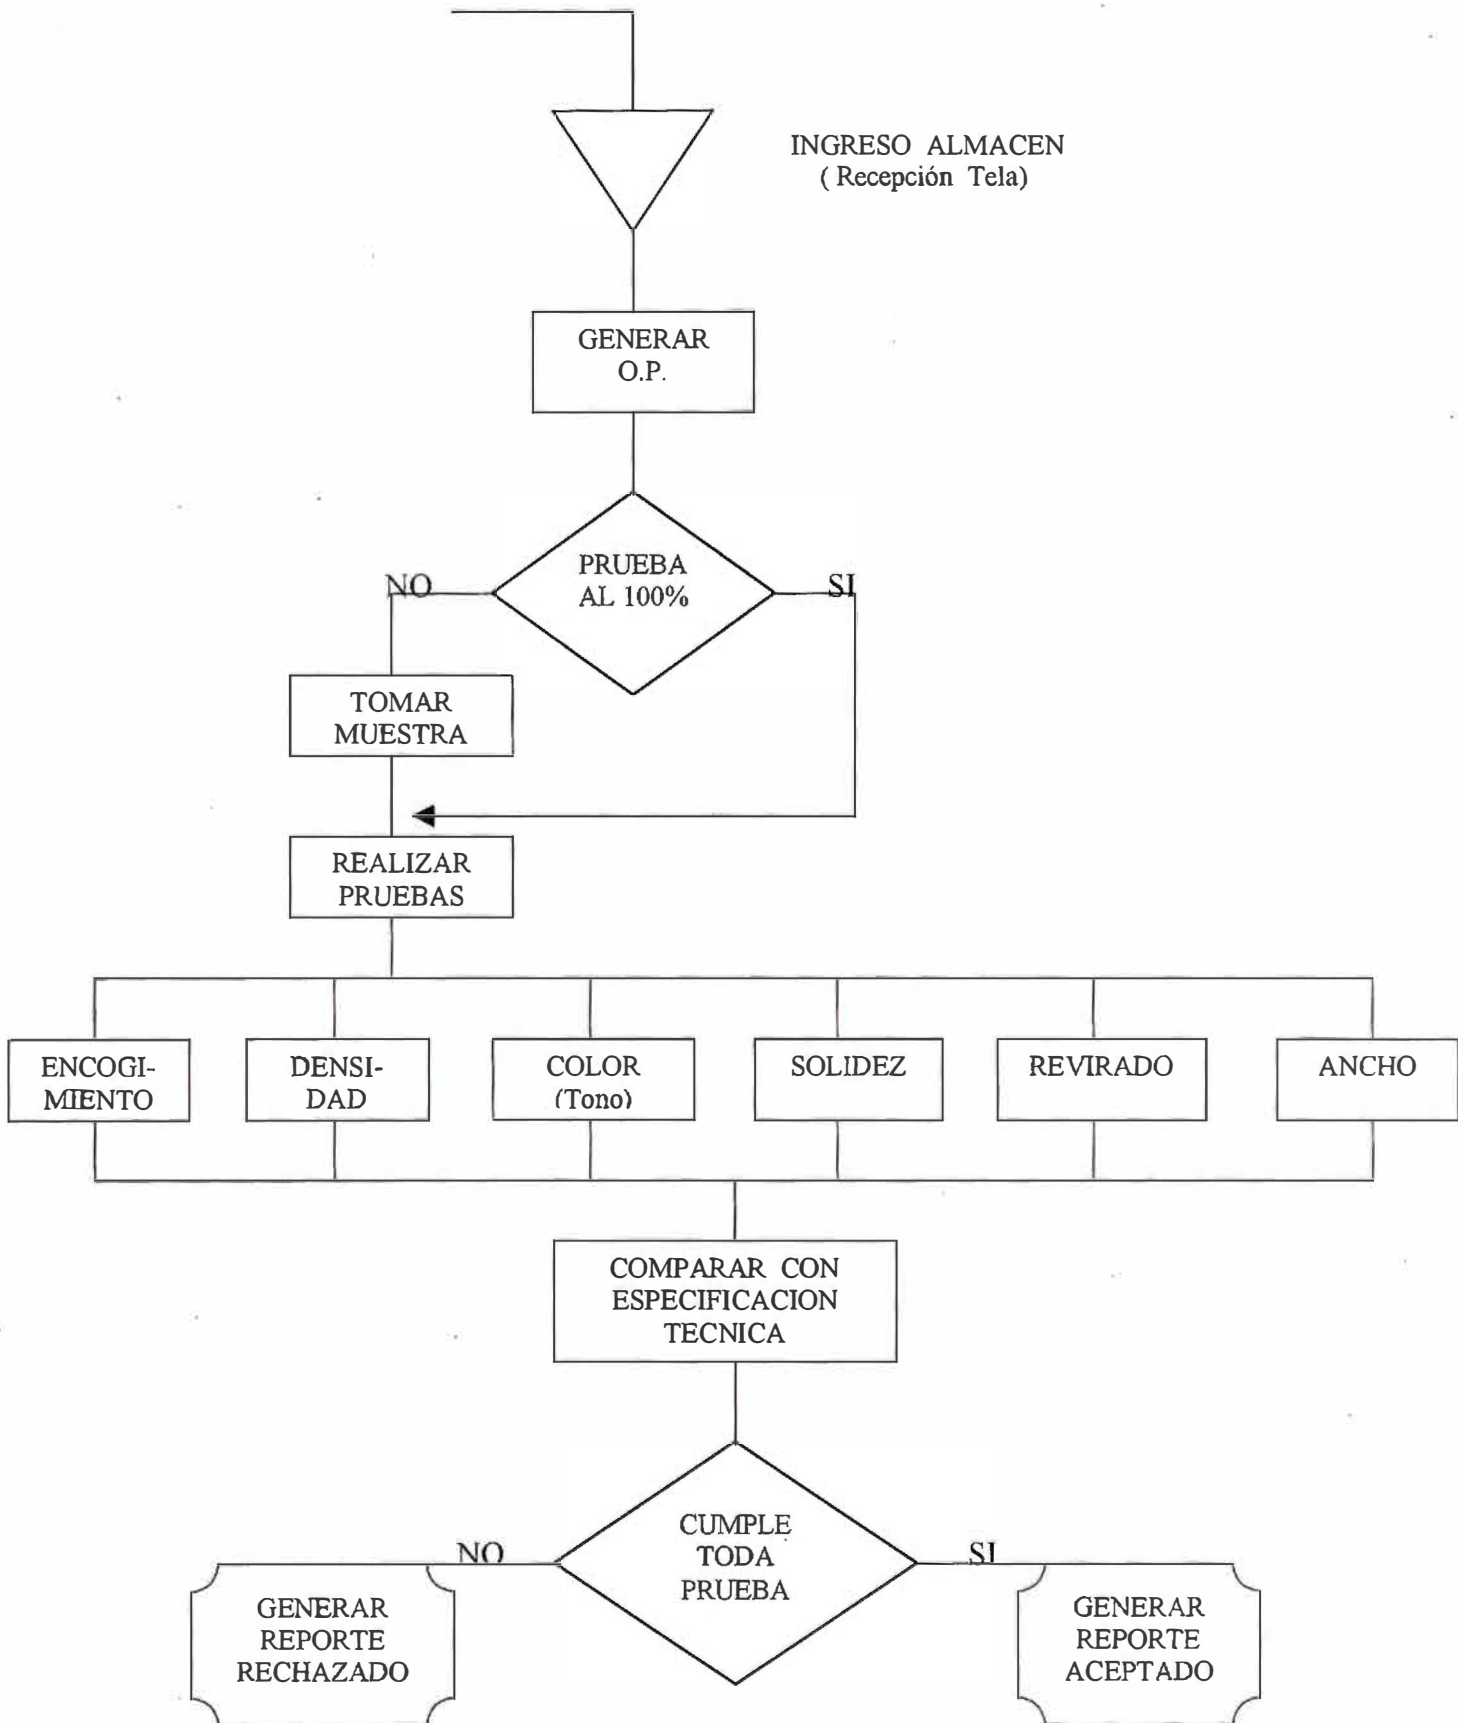 INGRESO ALMACEN
( Recepción Tela)
GENERAR
O.P.
PRUEBA
AL 100%
NO
SI
TOMAR
MUESTRA
REALIZAR
PRUEBAS
ENCOGI-
MIENTO
DENSI-
DAD
COLOR
(Tono)
SOLIDEZ
REVIRADO
ANCHO
COMPARAR CON
ESPECIFICACION
TECNICA
CUMPLE
TODA
PRUEBA
NO
SI
GENERAR
REPORTE
RECHAZADO
GENERAR
REPORTE
ACEPTADO